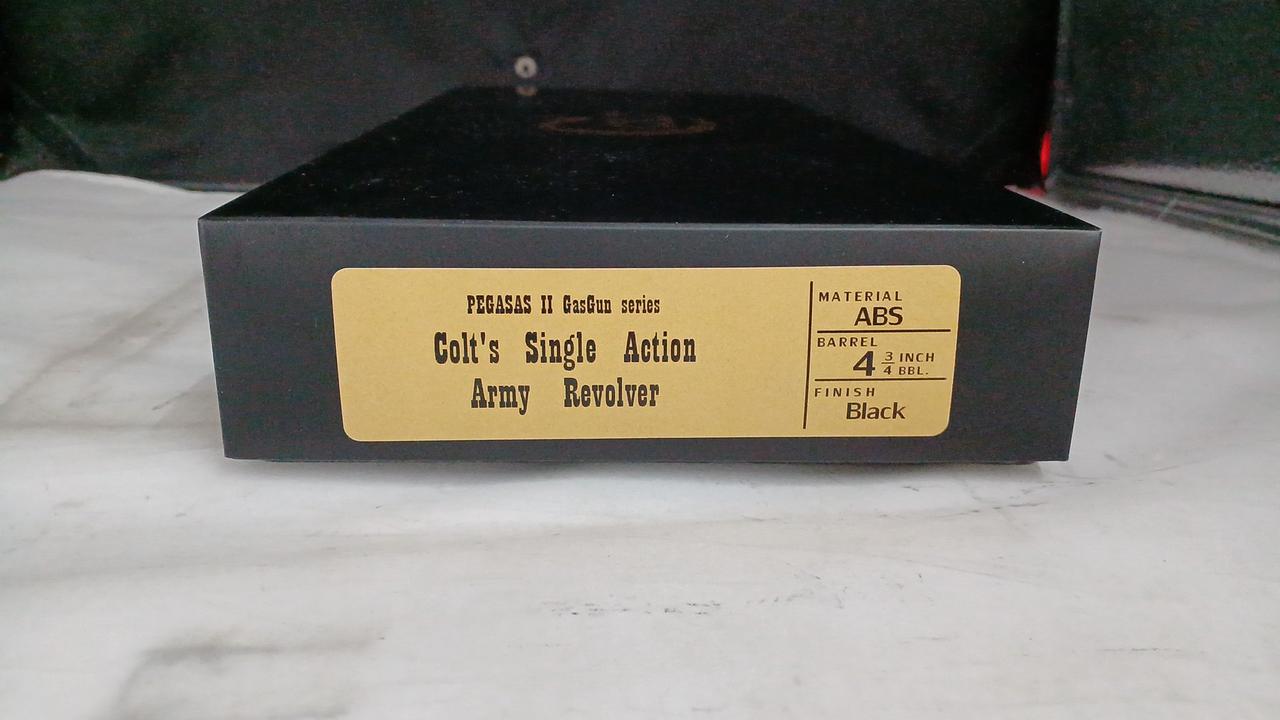 PEGASAS II GasGun series
Colt's Single Action
Army Revolver
MATERIAL
ABS
BARREL
4 3/4 INCH BBL.
FINISH
Black